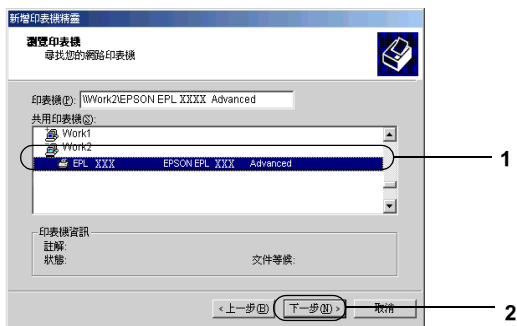 新增印表機精靈
瀏覽印表機
尋找您的網路印表機
印表機(P): \\Work2\EPSON EPL XXXX Advanced
共用印表機(S):
Work1
Work2
EPL XXX EPSON EPL XXX Advanced
1
印表機資訊
註解:
狀態: 文件等候:
<上一步(B) 下一步(N)> 取消
2